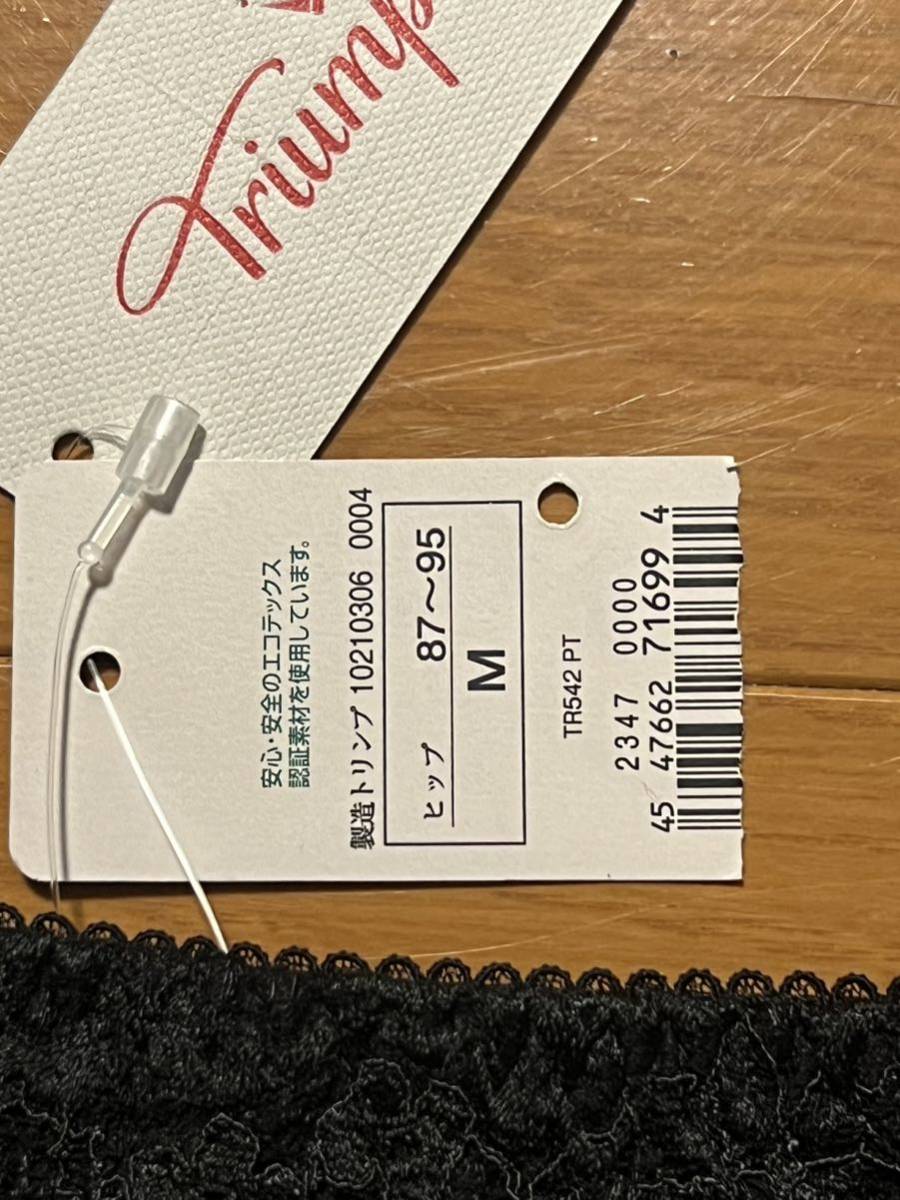 Triump
安心・安全のエコテックス
認証素材を使用しています。
製造トリンプ 10210306 0004
ヒップ 87～95
M
TR542 PT
2347 0000
45 47662 71699 4